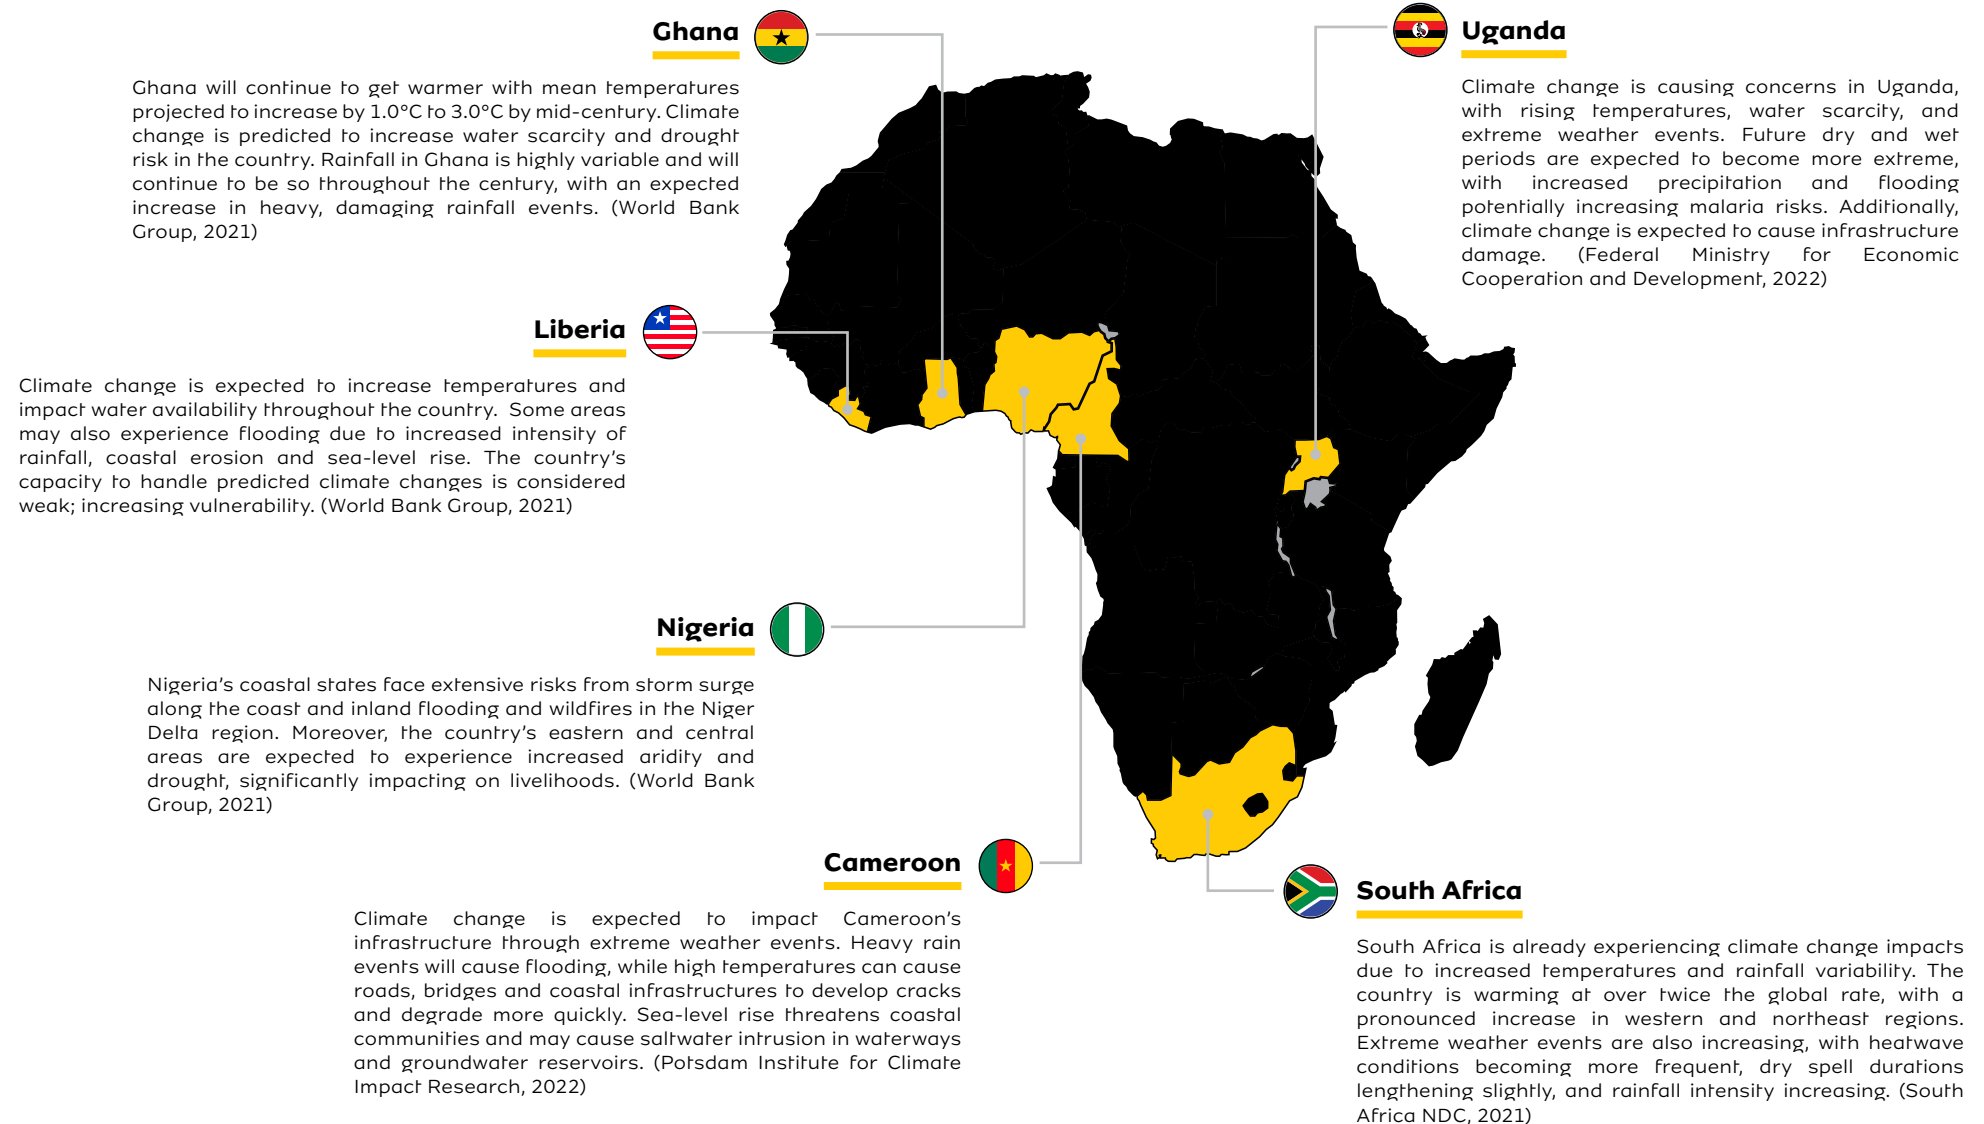 Ghana
Ghana will continue to get warmer with mean temperatures
projected to increase by 1.0°C to 3.0°C by mid-century. Climate
change is predicted to increase water scarcity and drought
risk in the country. Rainfall in Ghana is highly variable and will
continue to be so throughout the century, with an expected
increase in heavy, damaging rainfall events. (World Bank
Group, 2021)
Uganda
Climate change is causing concerns in Uganda,
with rising temperatures, water scarcity, and
extreme weather events. Future dry and wet
periods are expected to become more extreme,
with increased precipitation and flooding
potentially increasing malaria risks. Additionally,
climate change is expected to cause infrastructure
damage. (Federal Ministry for Economic
Cooperation and Development, 2022)
Liberia
Climate change is expected to increase temperatures and
impact water availability throughout the country. Some areas
may also experience flooding due to increased intensity of
rainfall, coastal erosion and sea-level rise. The country's
capacity to handle predicted climate changes is considered
weak; increasing vulnerability. (World Bank Group, 2021)
Nigeria
Nigeria's coastal states face extensive risks from storm surge
along the coast and inland flooding and wildfires in the Niger
Delta region. Moreover, the country's eastern and central
areas are expected to experience increased aridity and
drought, significantly impacting on livelihoods. (World Bank
Group, 2021)
Cameroon
Climate change is expected to impact Cameroon's
infrastructure through extreme weather events. Heavy rain
events will cause flooding, while high temperatures can cause
roads, bridges and coastal infrastructures to develop cracks
and degrade more quickly. Sea-level rise threatens coastal
communities and may cause saltwater intrusion in waterways
and groundwater reservoirs. (Potsdam Institute for Climate
Impact Research, 2022)
South Africa
South Africa is already experiencing climate change impacts
due to increased temperatures and rainfall variability. The
country is warming at over twice the global rate, with a
pronounced increase in western and northeast regions.
Extreme weather events are also increasing, with heatwave
conditions becoming more frequent, dry spell durations
lengthening slightly, and rainfall intensity increasing. (South
Africa NDC, 2021)